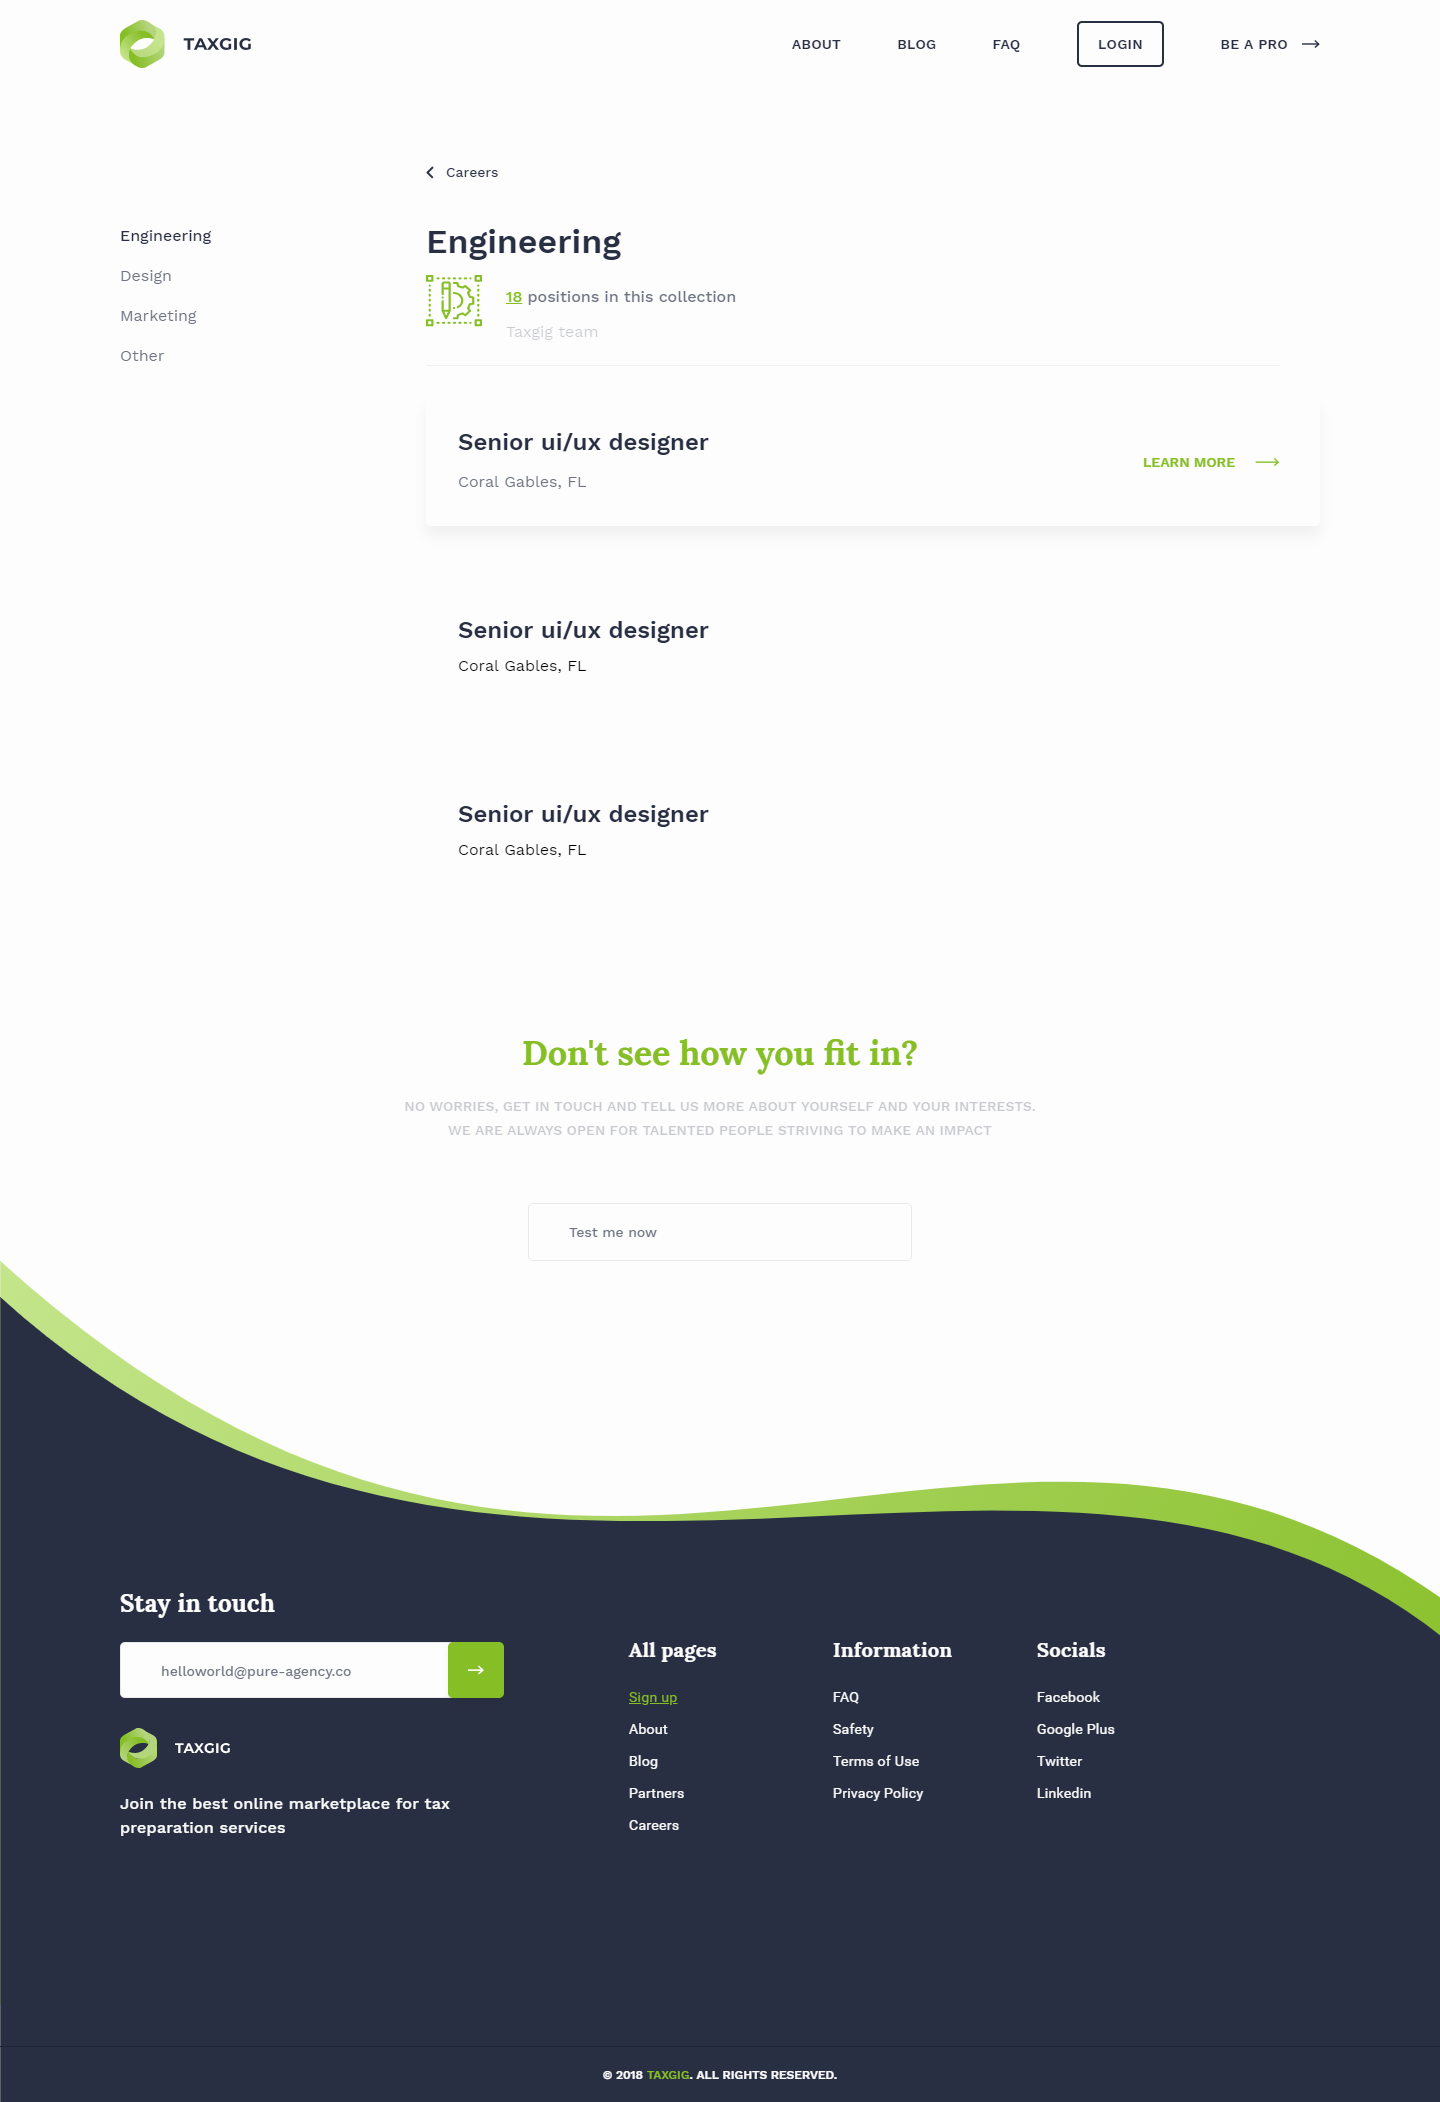 TAXGIG
ABOUT
BLOG
FAQ
LOGIN
BE A PRO
Careers
Engineering
Design
Marketing
Other
Engineering
18 positions in this collection
Taxgig team
Senior ui/ux designer
Coral Gables, FL
LEARN MORE
Senior ui/ux designer
Coral Gables, FL
Senior ui/ux designer
Coral Gables, FL
Don't see how you fit in?
NO WORRIES, GET IN TOUCH AND TELL US MORE ABOUT YOURSELF AND YOUR INTERESTS.
WE ARE ALWAYS OPEN FOR TALENTED PEOPLE STRIVING TO MAKE AN IMPACT
Test me now
Stay in touch
helloworld@pure-agency.co
TAXGIG
Join the best online marketplace for tax
preparation services
All pages
Sign up
About
Blog
Partners
Careers
Information
FAQ
Safety
Terms of Use
Privacy Policy
Socials
Facebook
Google Plus
Twitter
Linkedin
© 2018 TAXGIG. ALL RIGHTS RESERVED.